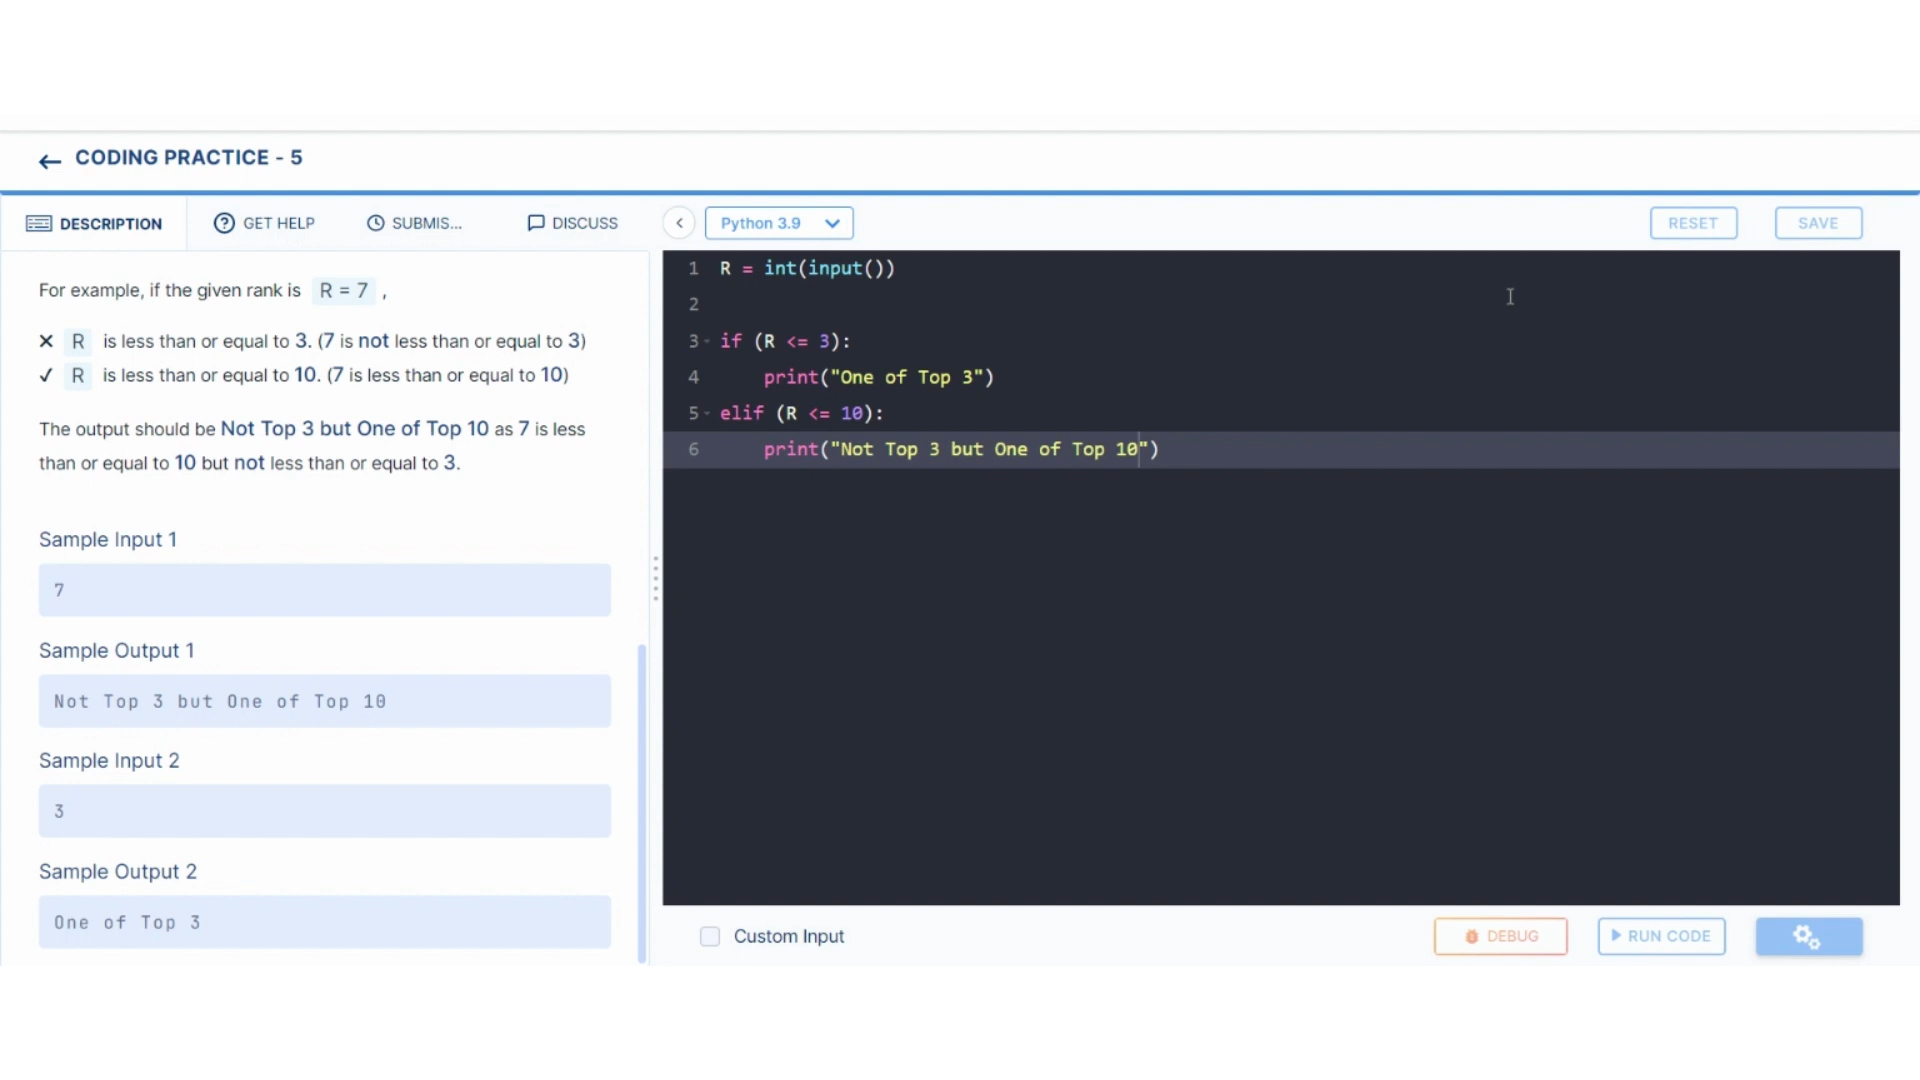 CODING PRACTICE - 5
DESCRIPTION GET HELP SUBMIS... DISCUSS
For example, if the given rank is R = 7 ,
R is less than or equal to 3. (7 is not less than or equal to 3)
R is less than or equal to 10. (7 is less than or equal to 10)
The output should be Not Top 3 but One of Top 10 as 7 is less
than or equal to 10 but not less than or equal to 3.
Sample Input 1
7
Sample Output 1
Not Top 3 but One of Top 10
Sample Input 2
3
Sample Output 2
One of Top 3
Python 3.9 RESET SAVE
1 R = int(input())
2
3 if (R <= 3):
4     print("One of Top 3")
5 elif (R <= 10):
6     print("Not Top 3 but One of Top 10")
Custom Input DEBUG RUN CODE